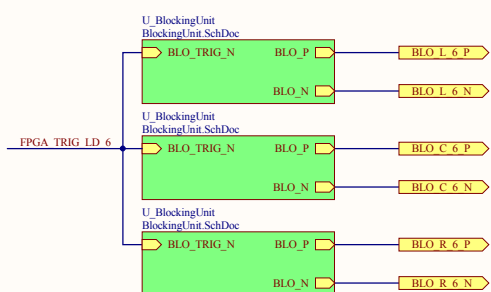 U_BlockingUnit
BlockingUnit.SchDoc
BLO_TRIG_N BLO_P BLO_L_6_P
BLO_N BLO_L_6_N
U_BlockingUnit
BlockingUnit.SchDoc
FPGA_TRIG_LD_6 BLO_TRIG_N BLO_P BLO_C_6_P
BLO_N BLO_C_6_N
U_BlockingUnit
BlockingUnit.SchDoc
BLO_TRIG_N BLO_P BLO_R_6_P
BLO_N BLO_R_6_N